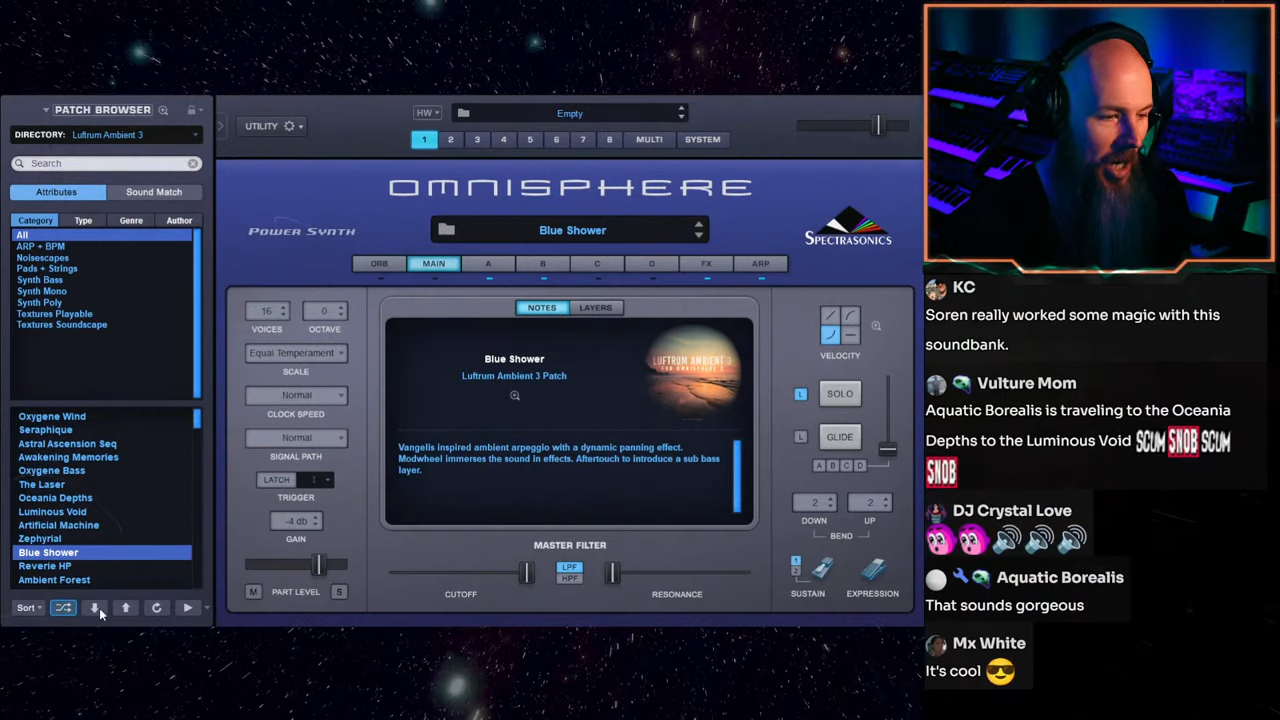 PATCH BROWSER
DIRECTORY: Luftrum Ambient 3
Search
Attributes
Sound Match
Category
Type
Genre
Author
All
ARP + BPM
Noisescapes
Pads + Strings
Synth Bass
Synth Mono
Synth Poly
Textures Playable
Textures Soundscape
Oxygene Wind
Seraphique
Astral Ascension Seq
Awakening Memories
Oxygene Bass
The Laser
Oceania Depths
Luminous Void
Artificial Machine
Zephyrial
Blue Shower
Reverie HP
Ambient Forest
Sort
UTILITY
HW
Empty
1 2 3 4 5 6 7 8 MULTI SYSTEM
OMNISPHERE
POWER SYNTH
Blue Shower
SPECTRASONICS
ORB MAIN A B C D FX ARP
16
0
VOICES
OCTAVE
Equal Temperament
SCALE
Normal
CLOCK SPEED
Normal
SIGNAL PATH
LATCH
TRIGGER
-4 db
GAIN
M PART LEVEL S
NOTES LAYERS
Blue Shower
Luftrum Ambient 3 Patch
LUFTRUM AMBIENT 3
FOR OMNISPHERE 2
Vangelis inspired ambient arpeggio with a dynamic panning effect.
Modwheel immerses the sound in effects. Aftertouch to introduce a sub bass
layer.
MASTER FILTER
LPF
HPF
CUTOFF
RESONANCE
VELOCITY
L SOLO
L GLIDE
A B C D
2
2
DOWN
UP
BEND
1
2
SUSTAIN
EXPRESSION
KC
Soren really worked some magic with this
soundbank.
Vulture Mom
Aquatic Borealis is traveling to the Oceania
Depths to the Luminous Void SCUM SNOB SCUM
SNOB
DJ Crystal Love
Aquatic Borealis
That sounds gorgeous
Mx White
It's cool